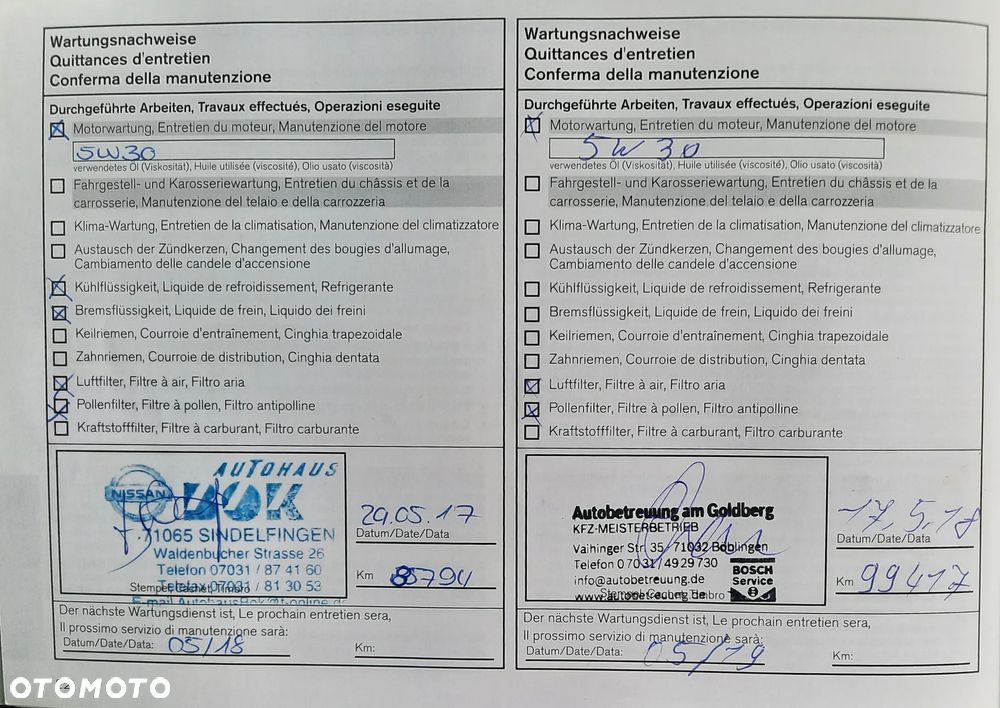 Wartungsnachweise
Quittances d'entretien
Conferma della manutenzione
Durchgeführte Arbeiten, Travaux effectués, Operazioni eseguite
Motorwartung, Entretien du moteur, Manutenzione del motore
5W30
verwendetes Öl (Viskosität), Huile utilisée (viscosité), Olio usato (viscosità)
Fahrgestell- und Karosseriewartung, Entretien du châssis et de la
carrosserie, Manutenzione del telaio e della carrozzeria
Klima-Wartung, Entretien de la climatisation, Manutenzione del climatizzatore
Austausch der Zündkerzen, Changement des bougies d'allumage,
Cambiamento delle candele d'accensione
Kühlflüssigkeit, Liquide de refroidissement, Refrigerante
Bremsflüssigkeit, Liquide de frein, Liquido dei freini
Keilriemen, Courroie d'entraînement, Cinghia trapezoidale
Zahnriemen, Courroie de distribution, Cinghia dentata
Luftfilter, Filtre à air, Filtro aria
Pollenfilter, Filtre à pollen, Filtro antipolline
Kraftstofffilter, Filtre à carburant, Filtro carburante
NISSAN
AUTOHAUS
71065 SINDELFINGEN
Waldenbucher Strasse 26
Telefon 07031 / 87 41 60
Telefax 07031 / 81 30 53
Stempel, Cachet, Timbro
29.05.17
Datum/Date/Data:
Km 85794
Der nächste Wartungsdienst ist, Le prochain entretien sera,
Il prossimo servizio di manutenzione sarà:
Datum/Date/Data: 05/18
Km:
Wartungsnachweise
Quittances d'entretien
Conferma della manutenzione
Durchgeführte Arbeiten, Travaux effectués, Operazioni eseguite
Motorwartung, Entretien du moteur, Manutenzione del motore
5W30
verwendetes Öl (Viskosität), Huile utilisée (viscosité), Olio usato (viscosità)
Fahrgestell- und Karosseriewartung, Entretien du châssis et de la
carrosserie, Manutenzione del telaio e della carrozzeria
Klima-Wartung, Entretien de la climatisation, Manutenzione del climatizzatore
Austausch der Zündkerzen, Changement des bougies d'allumage,
Cambiamento delle candele d'accensione
Kühlflüssigkeit, Liquide de refroidissement, Refrigerante
Bremsflüssigkeit, Liquide de frein, Liquido dei freini
Keilriemen, Courroie d'entraînement, Cinghia trapezoidale
Zahnriemen, Courroie de distribution, Cinghia dentata
Luftfilter, Filtre à air, Filtro aria
Pollenfilter, Filtre à pollen, Filtro antipolline
Kraftstofffilter, Filtre à carburant, Filtro carburante
Autobetreuung am Goldberg
KFZ-MEISTERBETRIEB
Vaihinger Str. 35 / 71032 Böblingen
Telefon 0 70 31 / 49 29 730
info@autobetreuung.de
www.autobetreuung.de
Stempel, Cachet, Timbro
BOSCH
Service
17.5.18
Datum/Date/Data:
Km 99417
Der nächste Wartungsdienst ist, Le prochain entretien sera,
Il prossimo servizio di manutenzione sarà:
Datum/Date/Data: 05/19
Km:
OTOMOTO